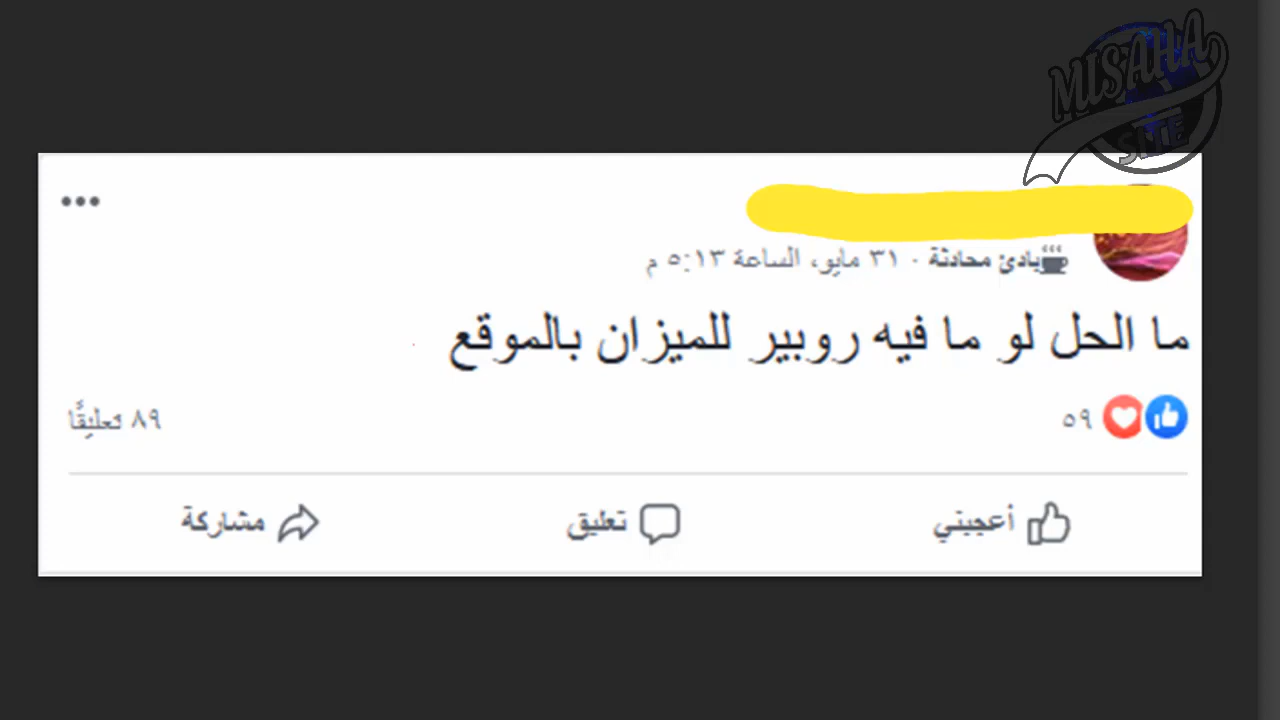 MISAHA
SITE
بادئ محادثة · ٣١ مايو، الساعة ٥:١٣ م
ما الحل لو ما فيه روبير للميزان بالموقع
٥٩
٨٩ تعليقًا
أعجبني
تعليق
مشاركة